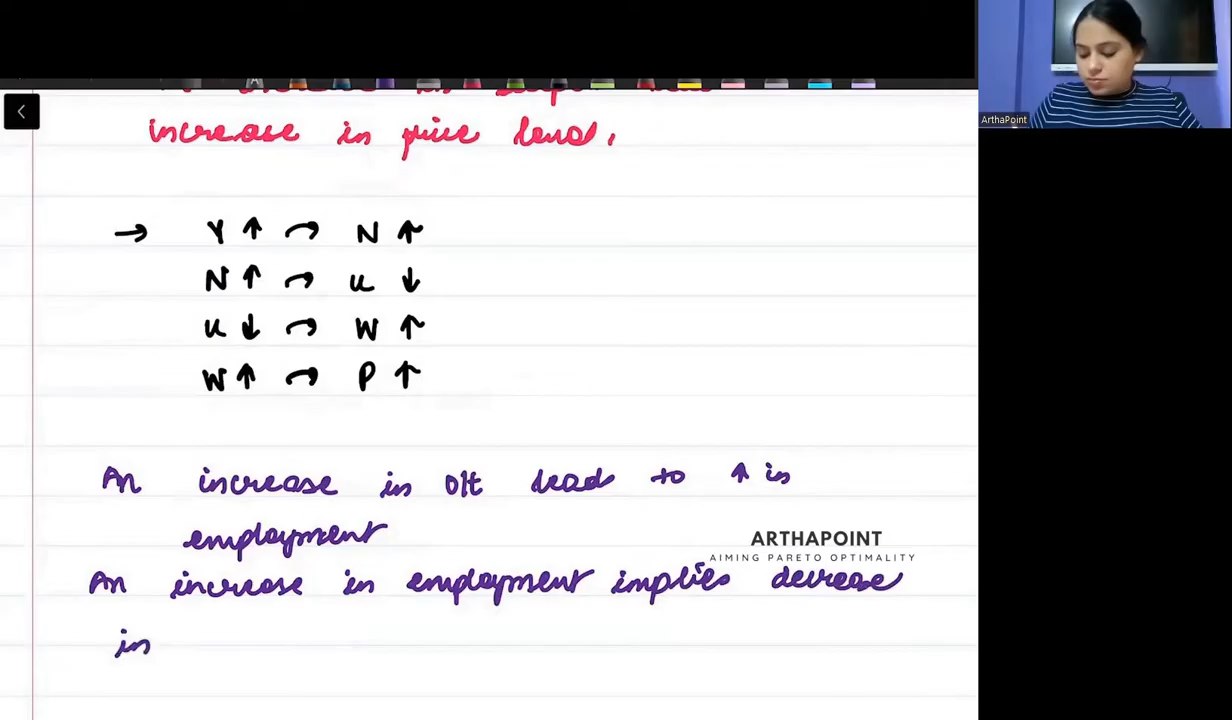 increase in price level.
→ Y ↑ → N ↑
N ↑ → u ↓
u ↓ → W ↑
W ↑ → P ↑
An increase in o/t lead to ↑ in
employment
ARTHAPOINT
AIMING PARETO OPTIMALITY
An increase in employment implies decrease
in
ArthaPoint